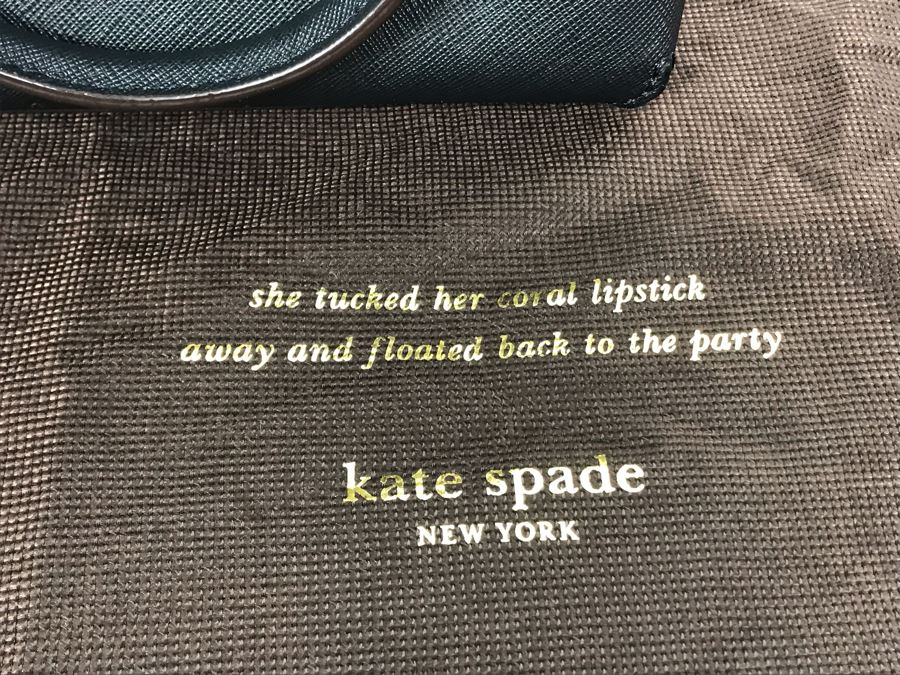 she tucked her coral lipstick
away and floated back to the party
kate spade
NEW YORK